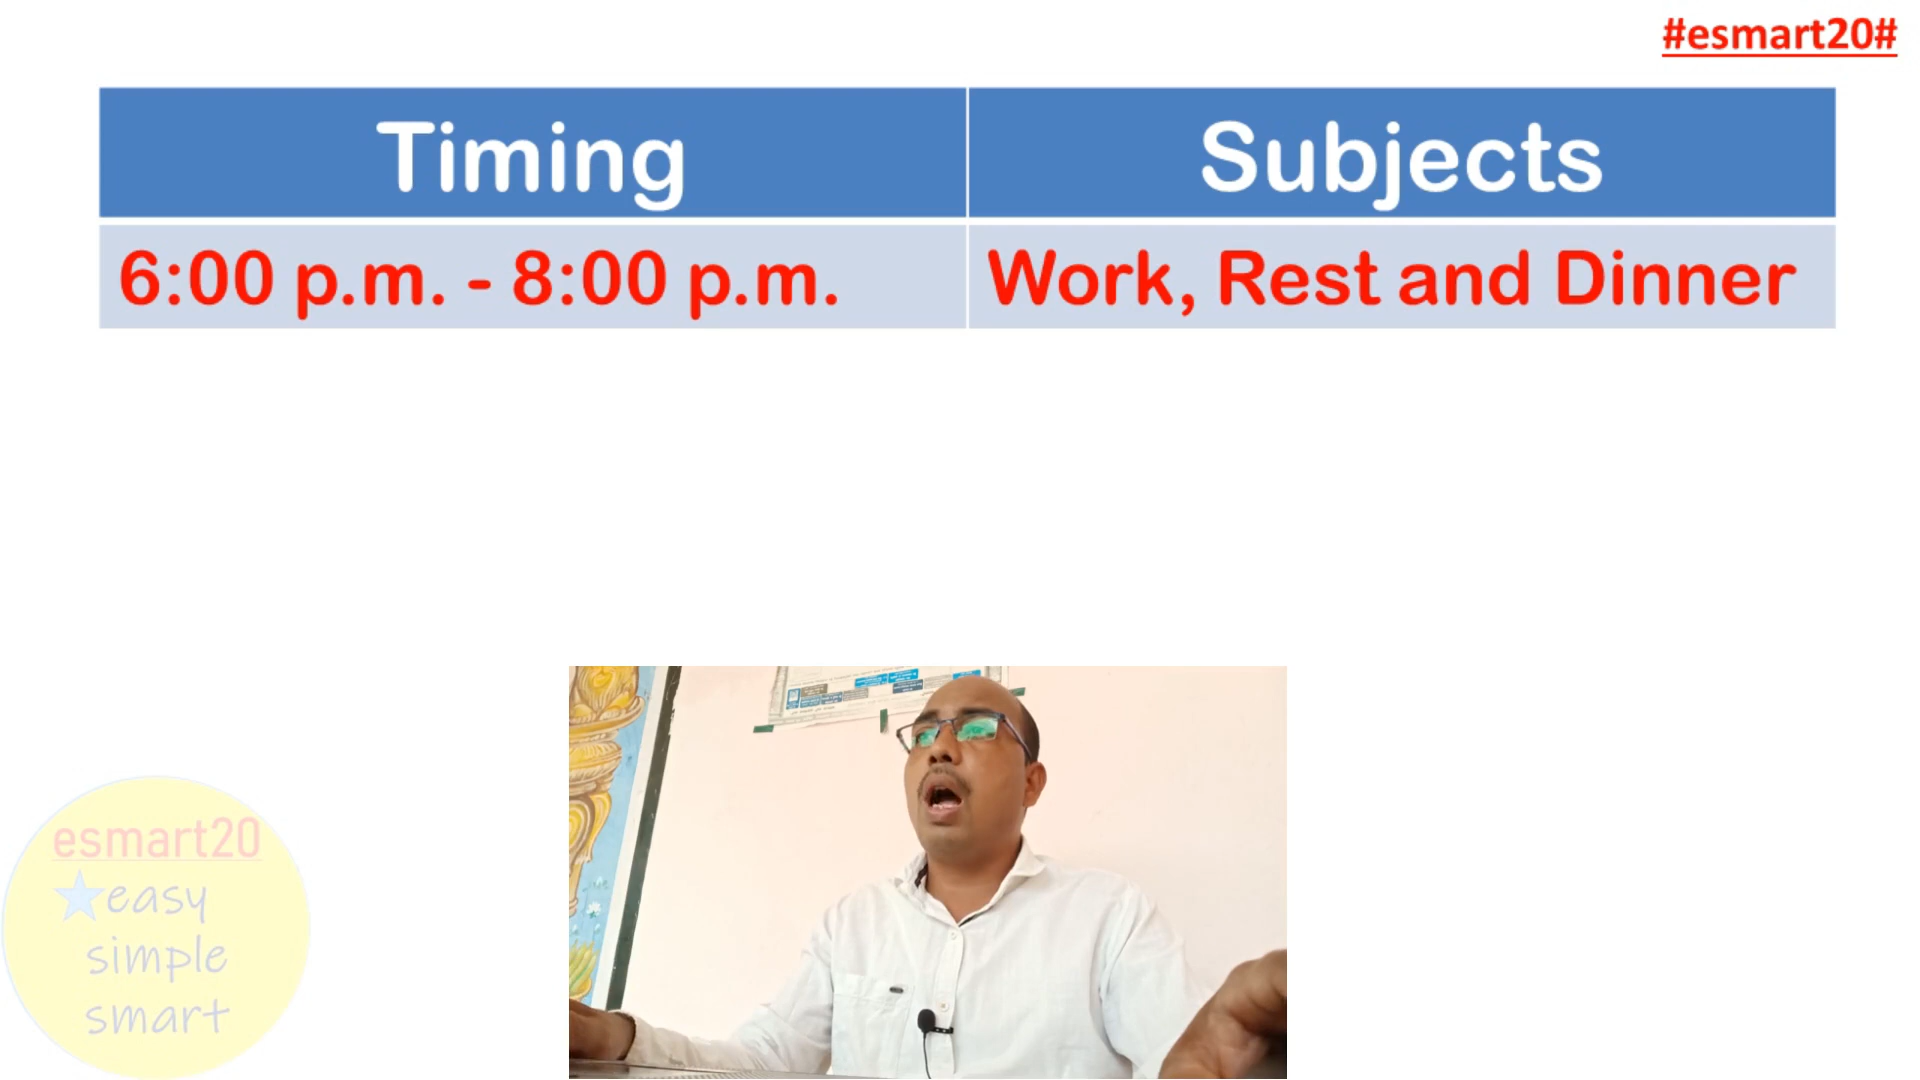 #esmart20#
Timing Subjects
6:00 p.m. - 8:00 p.m. Work, Rest and Dinner
esmart20
easy
simple
smart